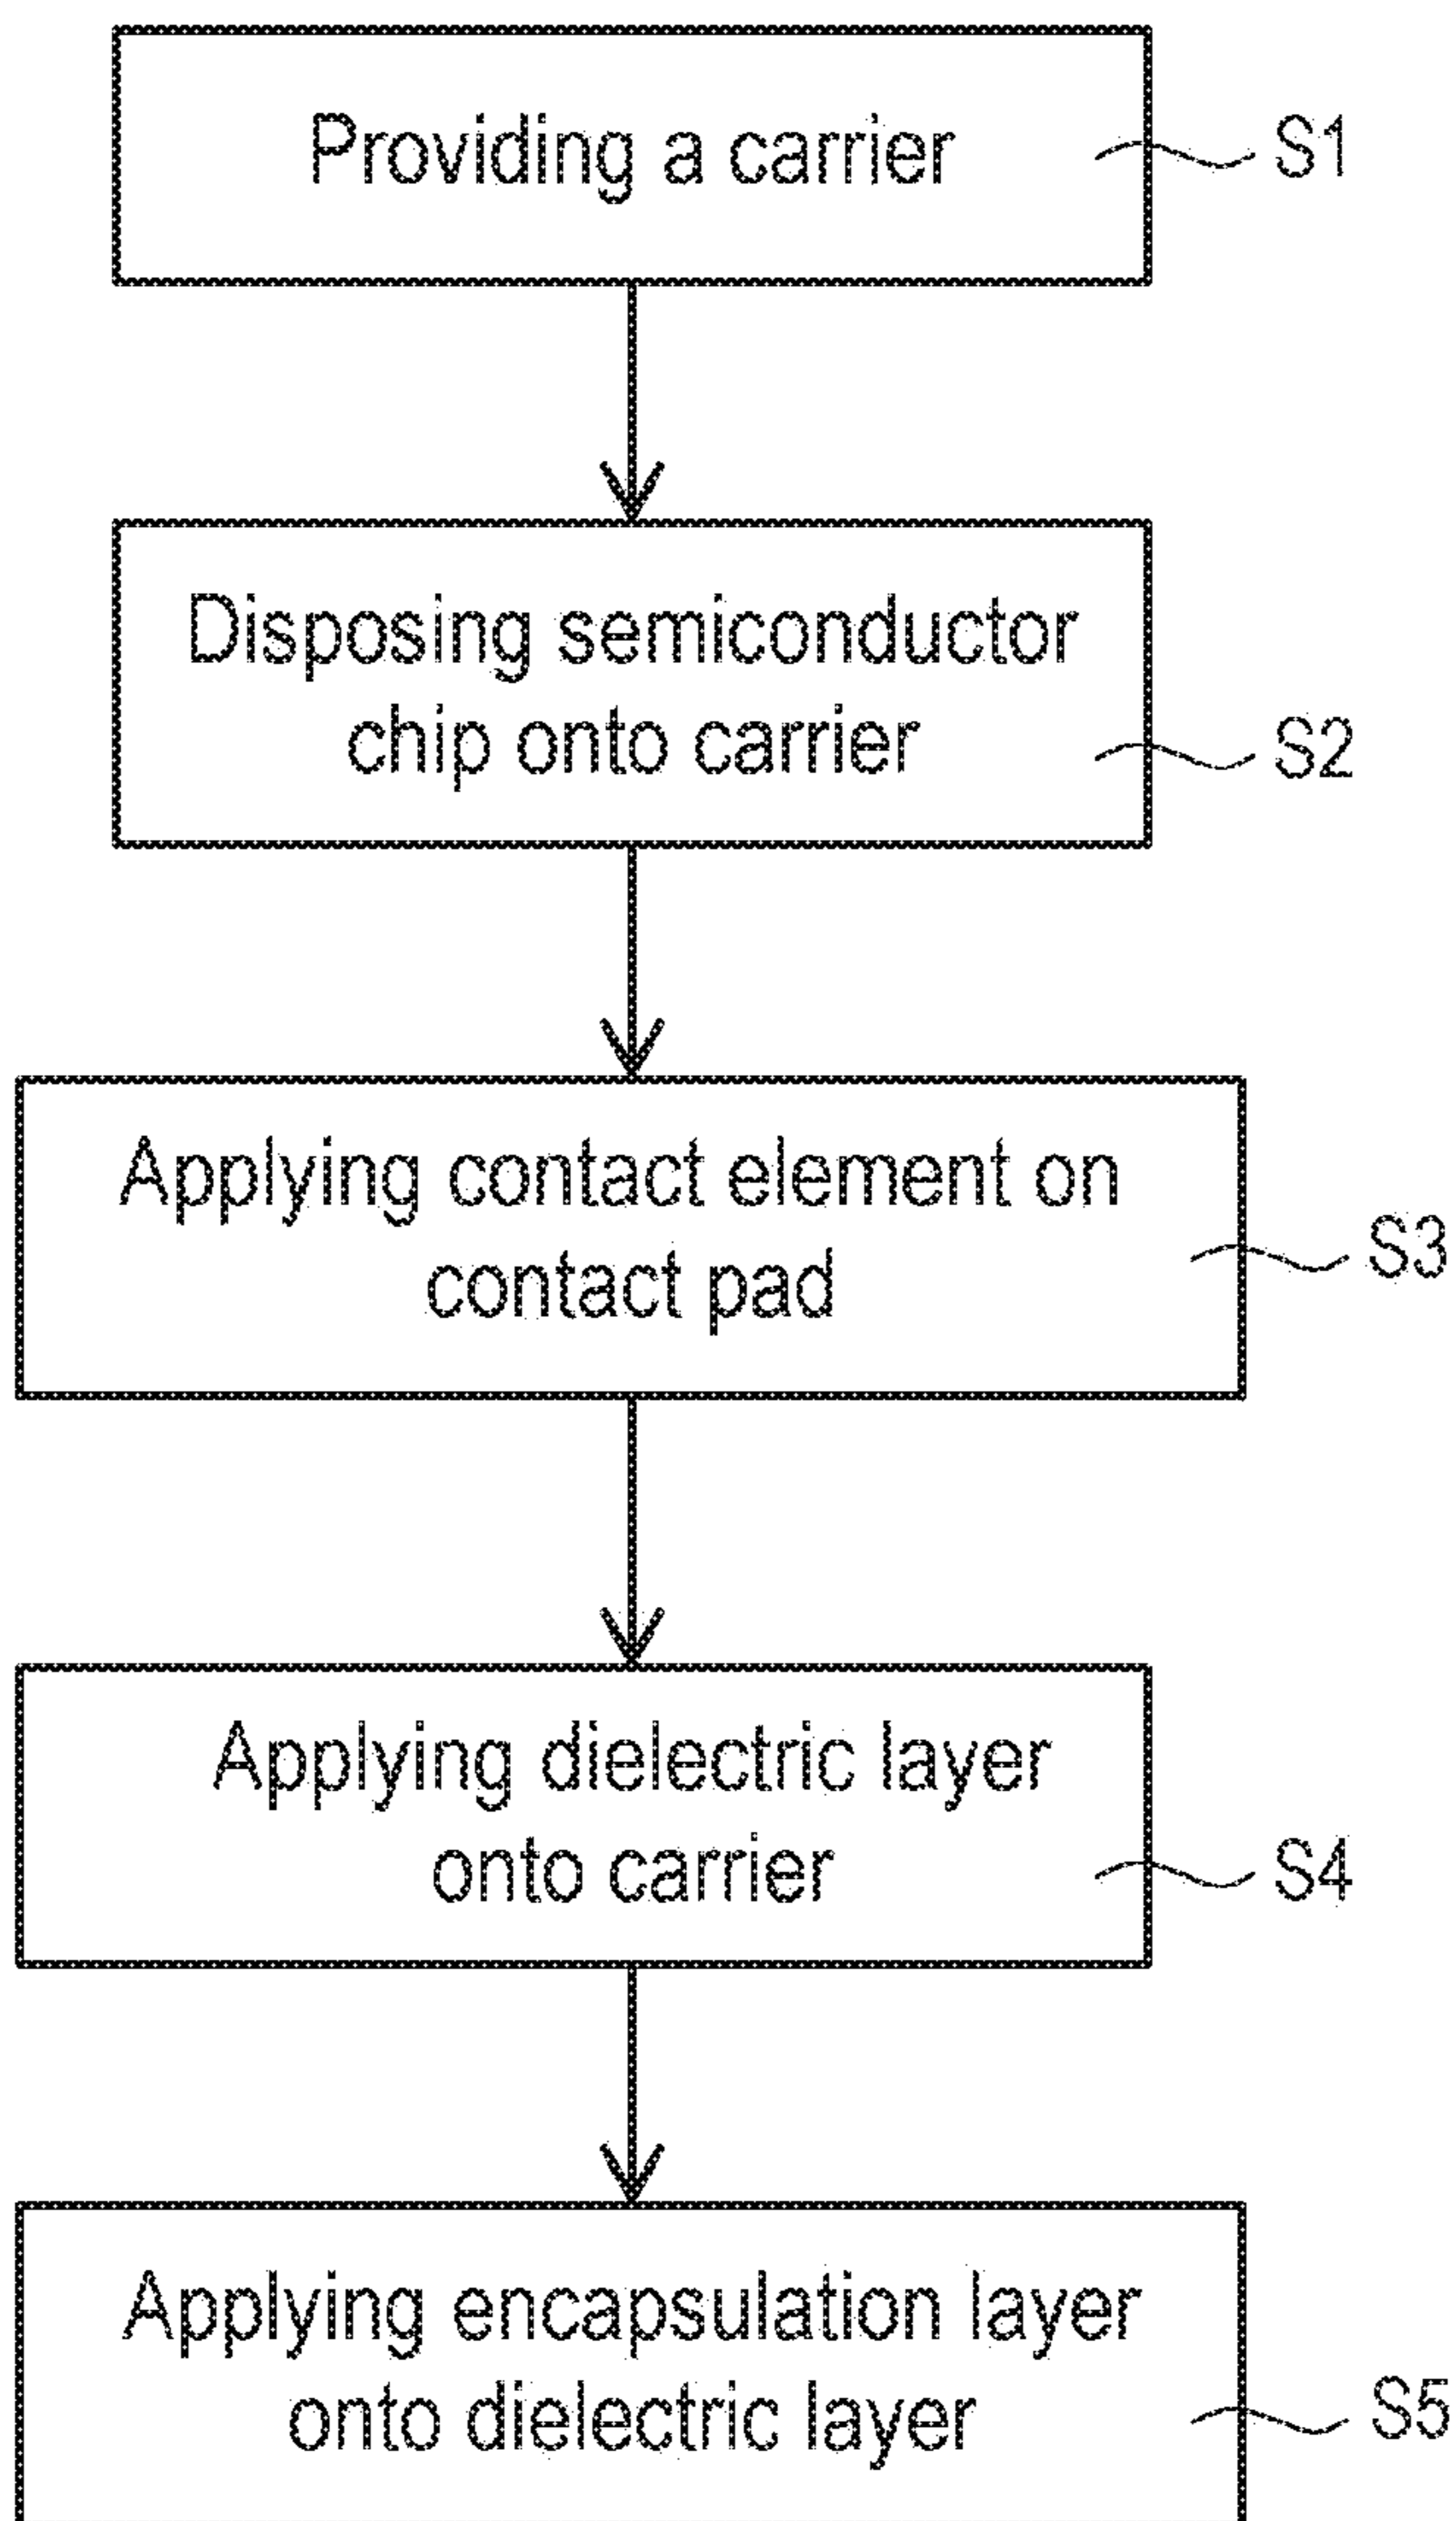 Providing a carrier
S1
Disposing semiconductor
chip onto carrier
S2
Applying contact element on
contact pad
S3
Applying dielectric layer
onto carrier
S4
Applying encapsulation layer
onto dielectric layer
S5